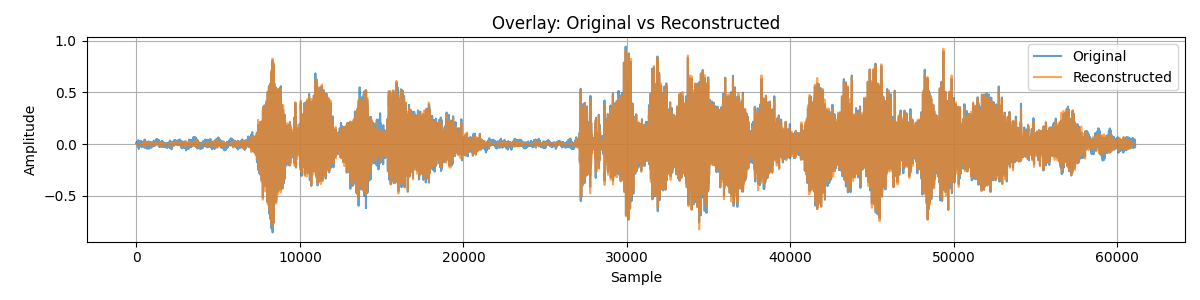 Overlay: Original vs Reconstructed
Original
Reconstructed
Amplitude
1.0
0.5
0.0
−0.5
0 10000 20000 30000 40000 50000 60000
Sample